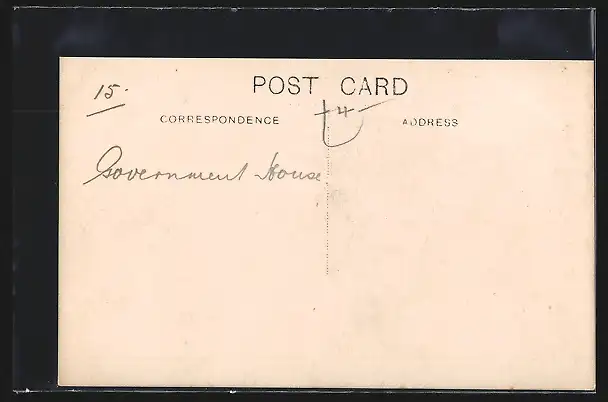 15.
POST CARD
CORRESPONDENCE
ADDRESS
Government House